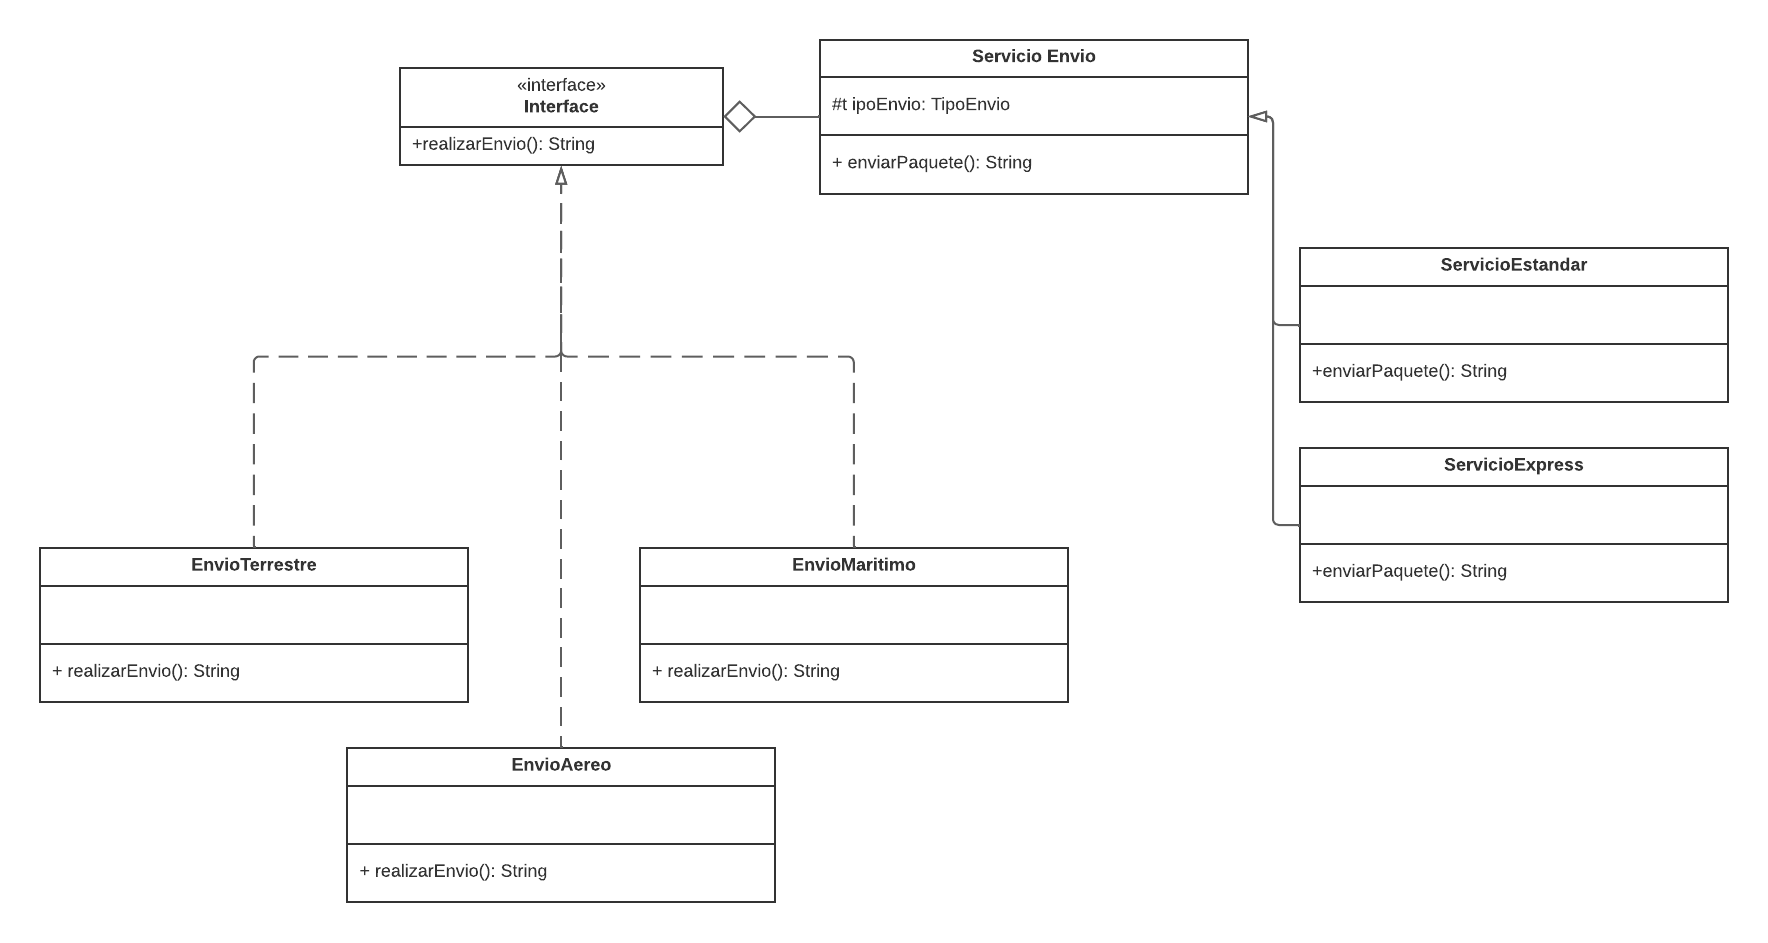 «interface»
Interface
+realizarEnvio(): String
Servicio Envio
#t ipoEnvio: TipoEnvio
+ enviarPaquete(): String
ServicioEstandar
+enviarPaquete(): String
ServicioExpress
+enviarPaquete(): String
EnvioTerrestre
+ realizarEnvio(): String
EnvioMaritimo
+ realizarEnvio(): String
EnvioAereo
+ realizarEnvio(): String